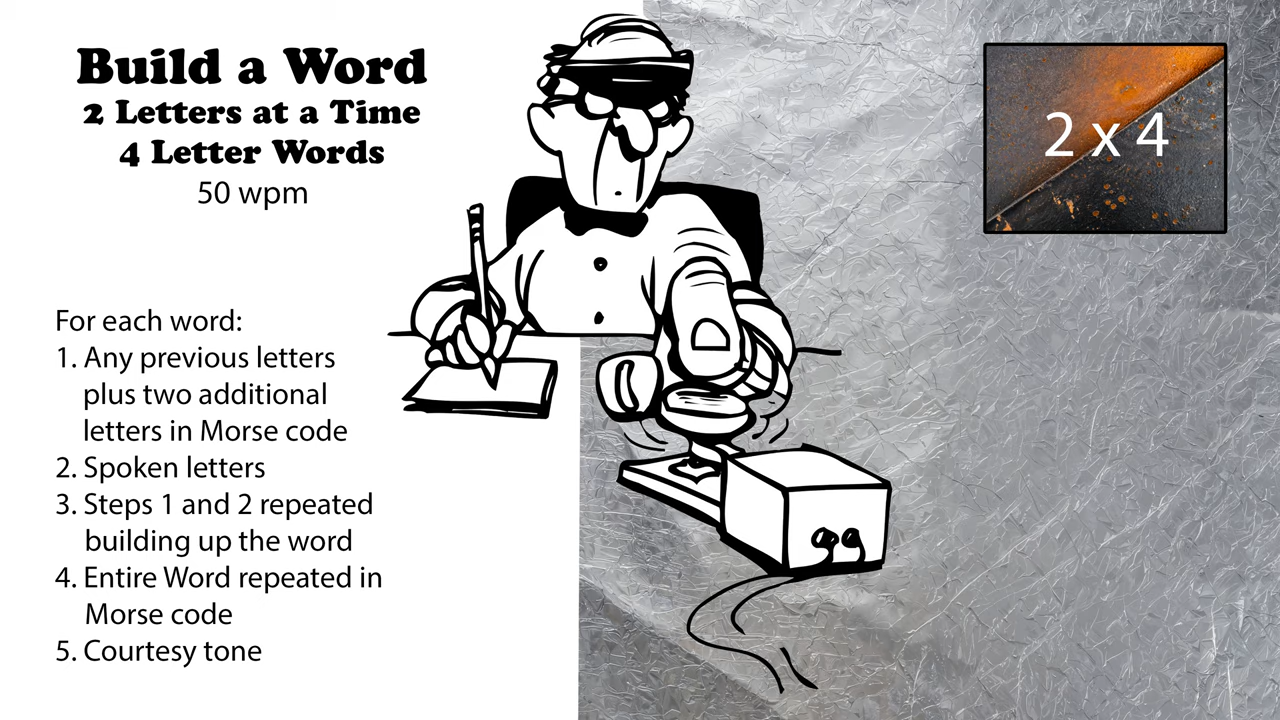 Build a Word
2 Letters at a Time
4 Letter Words
50 wpm
2 x 4
For each word:
1. Any previous letters
plus two additional
letters in Morse code
2. Spoken letters
3. Steps 1 and 2 repeated
building up the word
4. Entire Word repeated in
Morse code
5. Courtesy tone